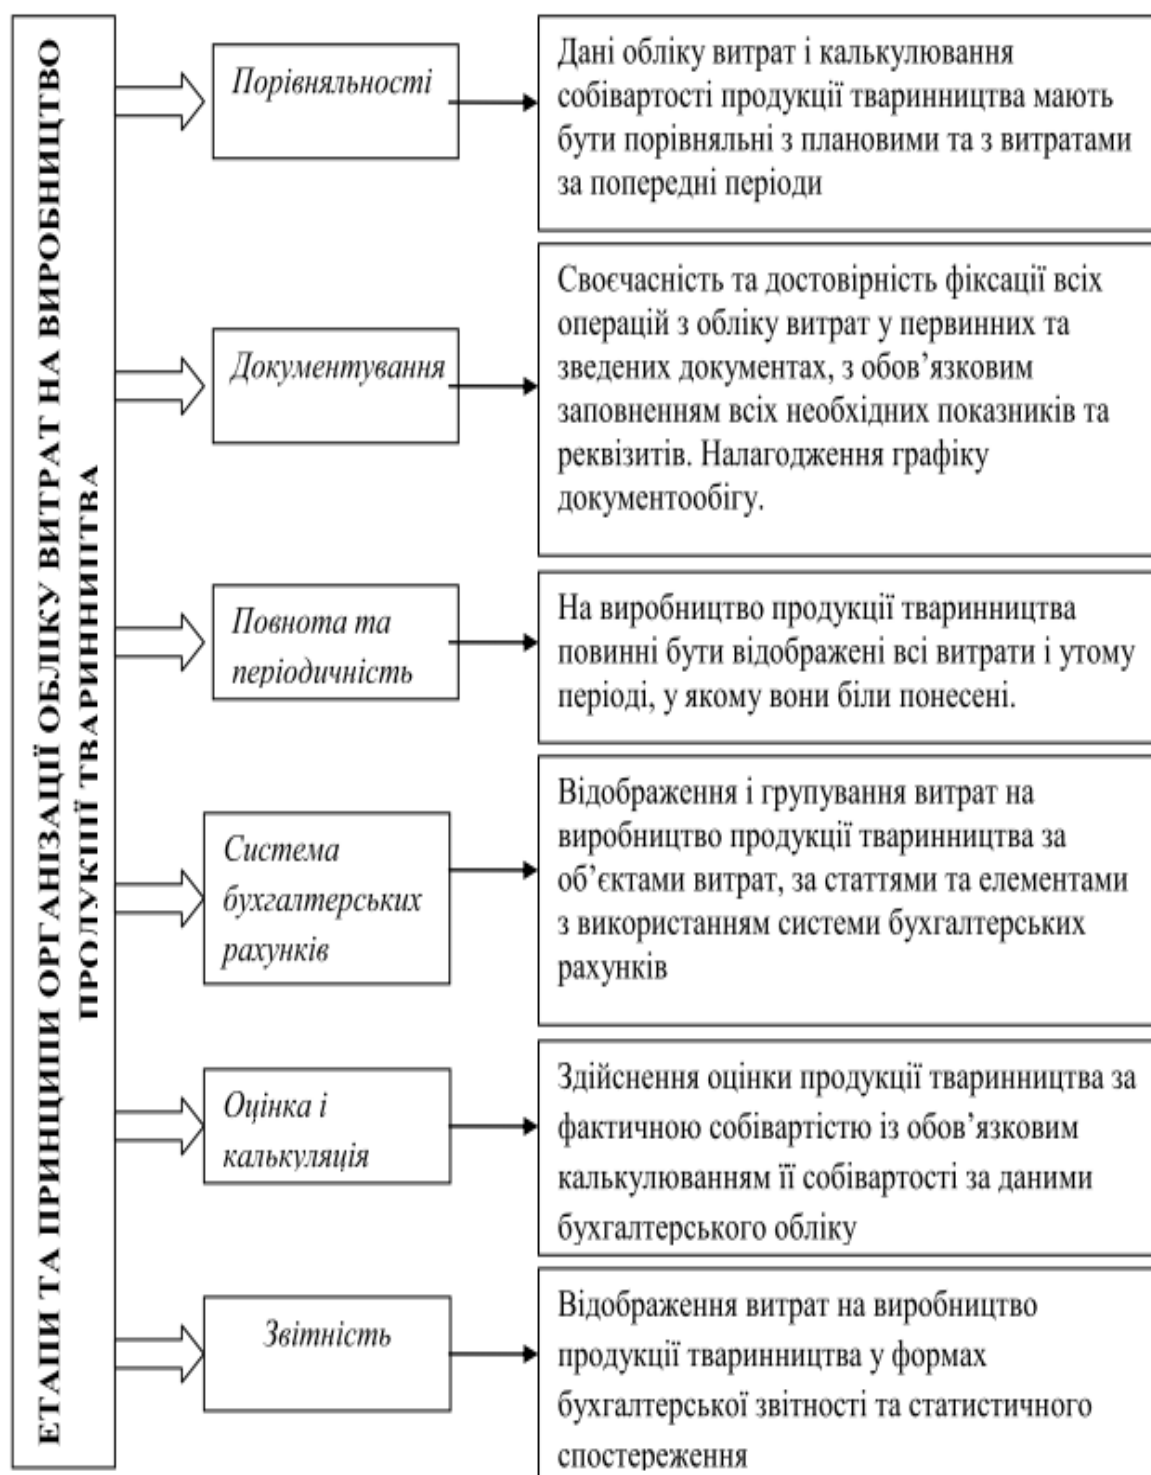 ЕТАПИ ТА ПРИНЦИПИ ОРГАНІЗАЦІЇ ОБЛІКУ ВИТРАТ НА ВИРОБНИЦТВО
ПРОДУКЦІЇ ТВАРИННИЦТВА
Порівняльності
Дані обліку витрат і калькулювання
собівартості продукції тваринництва мають
бути порівняльні з плановими та з витратами
за попередні періоди
Документування
Своєчасність та достовірність фіксації всіх
операцій з обліку витрат у первинних та
зведених документах, з обов’язковим
заповненням всіх необхідних показників та
реквізитів. Налагодження графіку
документообігу.
Повнота та
періодичність
На виробництво продукції тваринництва
повинні бути відображені всі витрати і утому
періоді, у якому вони біли понесені.
Система
бухгалтерських
рахунків
Відображення і групування витрат на
виробництво продукції тваринництва за
об’єктами витрат, за статтями та елементами
з використанням системи бухгалтерських
рахунків
Оцінка і
калькуляція
Здійснення оцінки продукції тваринництва за
фактичною собівартістю із обов’язковим
калькулюванням її собівартості за даними
бухгалтерського обліку
Звітність
Відображення витрат на виробництво
продукції тваринництва у формах
бухгалтерської звітності та статистичного
спостереження